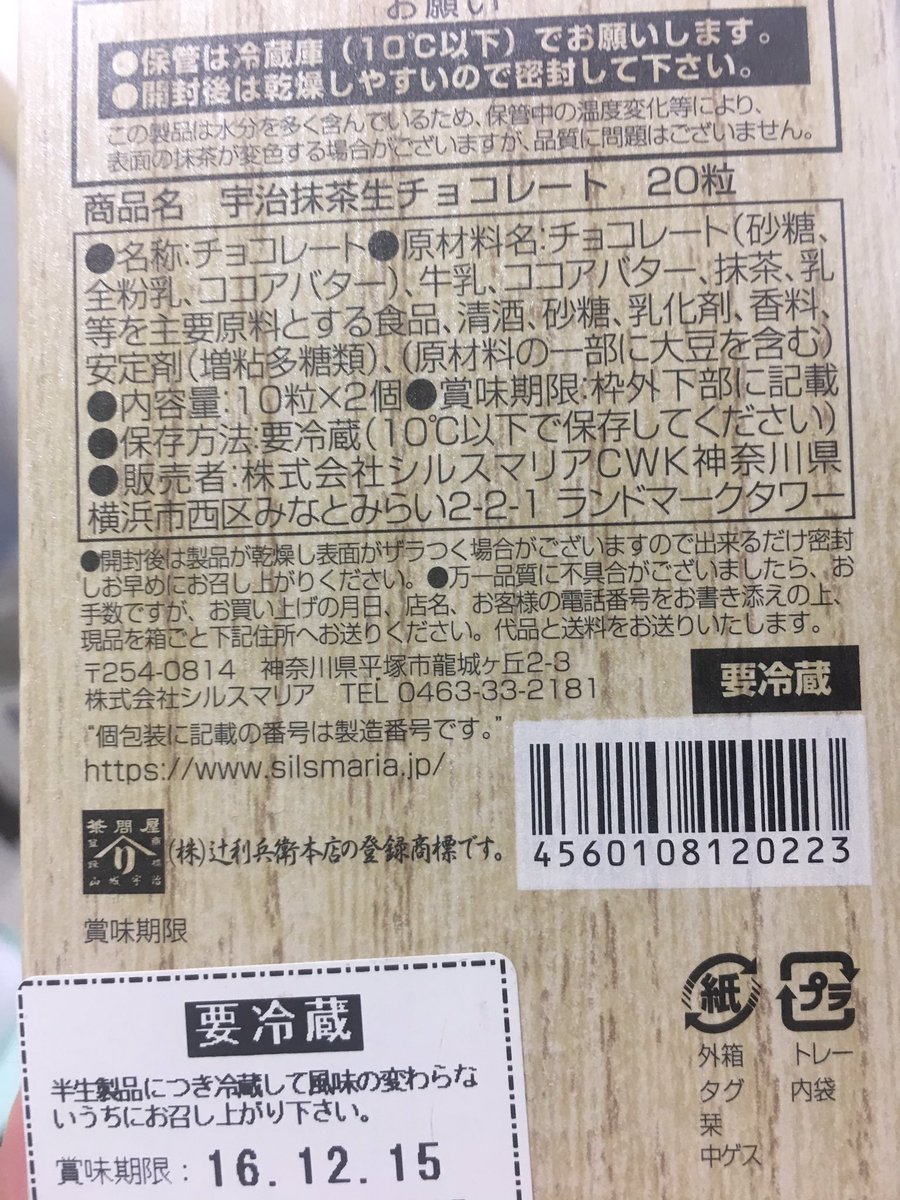 お願い
●保管は冷蔵庫（10℃以下）でお願いします。
●開封後は乾燥しやすいので密封して下さい。
この製品は水分を多く含んでいるため、保管中の温度変化等により、
表面の抹茶が変色する場合がございますが、品質に問題はございません。
商品名　宇治抹茶生チョコレート　20粒
●名称:チョコレート●原材料名:チョコレート(砂糖、
全粉乳、ココアバター)、牛乳、ココアバター、抹茶、乳
等を主要原料とする食品、清酒、砂糖、乳化剤、香料、
安定剤(増粘多糖類)、(原材料の一部に大豆を含む)
●内容量:10粒×2個●賞味期限:枠外下部に記載
●保存方法:要冷蔵(10℃以下で保存してください)
●販売者:株式会社シルスマリアCWK神奈川県
横浜市西区みなとみらい2-2-1 ランドマークタワー
●開封後は製品が乾燥し表面がザラつく場合がございますので出来るだけ密封
しお早めにお召し上がりください。●万一品質に不具合がございましたら、お
手数ですが、お買い上げの月日、店名、お客様の電話番号をお書き添えの上、
現品を箱ごと下記住所へお送りください。代品と送料をお送りいたします。
〒254-0814　神奈川県平塚市龍城ヶ丘2-3
株式会社シルスマリア　TEL 0463-33-2181
要冷蔵
“個包装に記載の番号は製造番号です。”
https://www.silsmaria.jp/
4560108120223
茶問屋
登録
商標
り
山城宇治
(株)辻利兵衛本店の登録商標です。
賞味期限
紙
プラ
外箱
タグ
栞
中ゲス
トレー
内袋
要冷蔵
半生製品につき冷蔵して風味の変わらな
いうちにお召し上がり下さい。
賞味期限：16.12.15